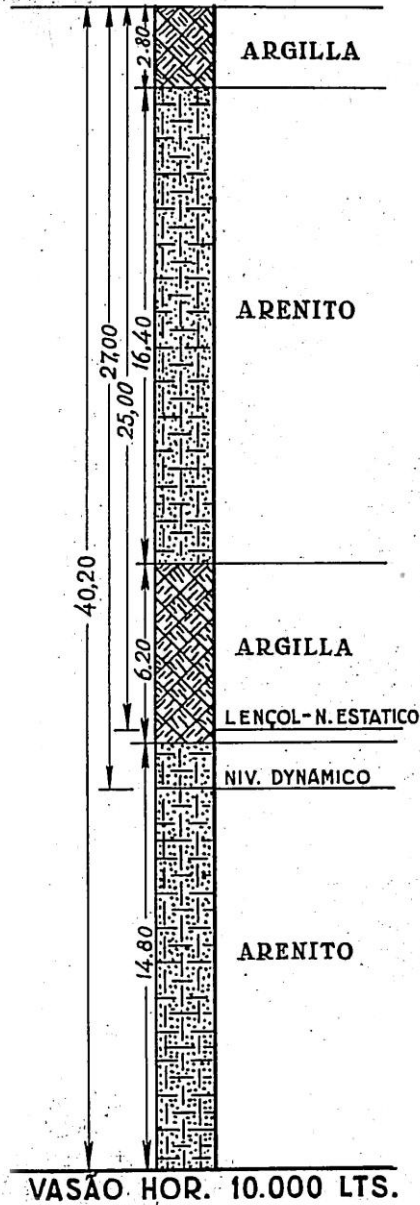 2.80
ARGILLA
16,40
ARENITO
27,00
25,00
40,20
6.20
ARGILLA
LENÇOL-N.ESTATICO
NIV. DYNAMICO
14.80
ARENITO
VASÃO HOR. 10.000 LTS.